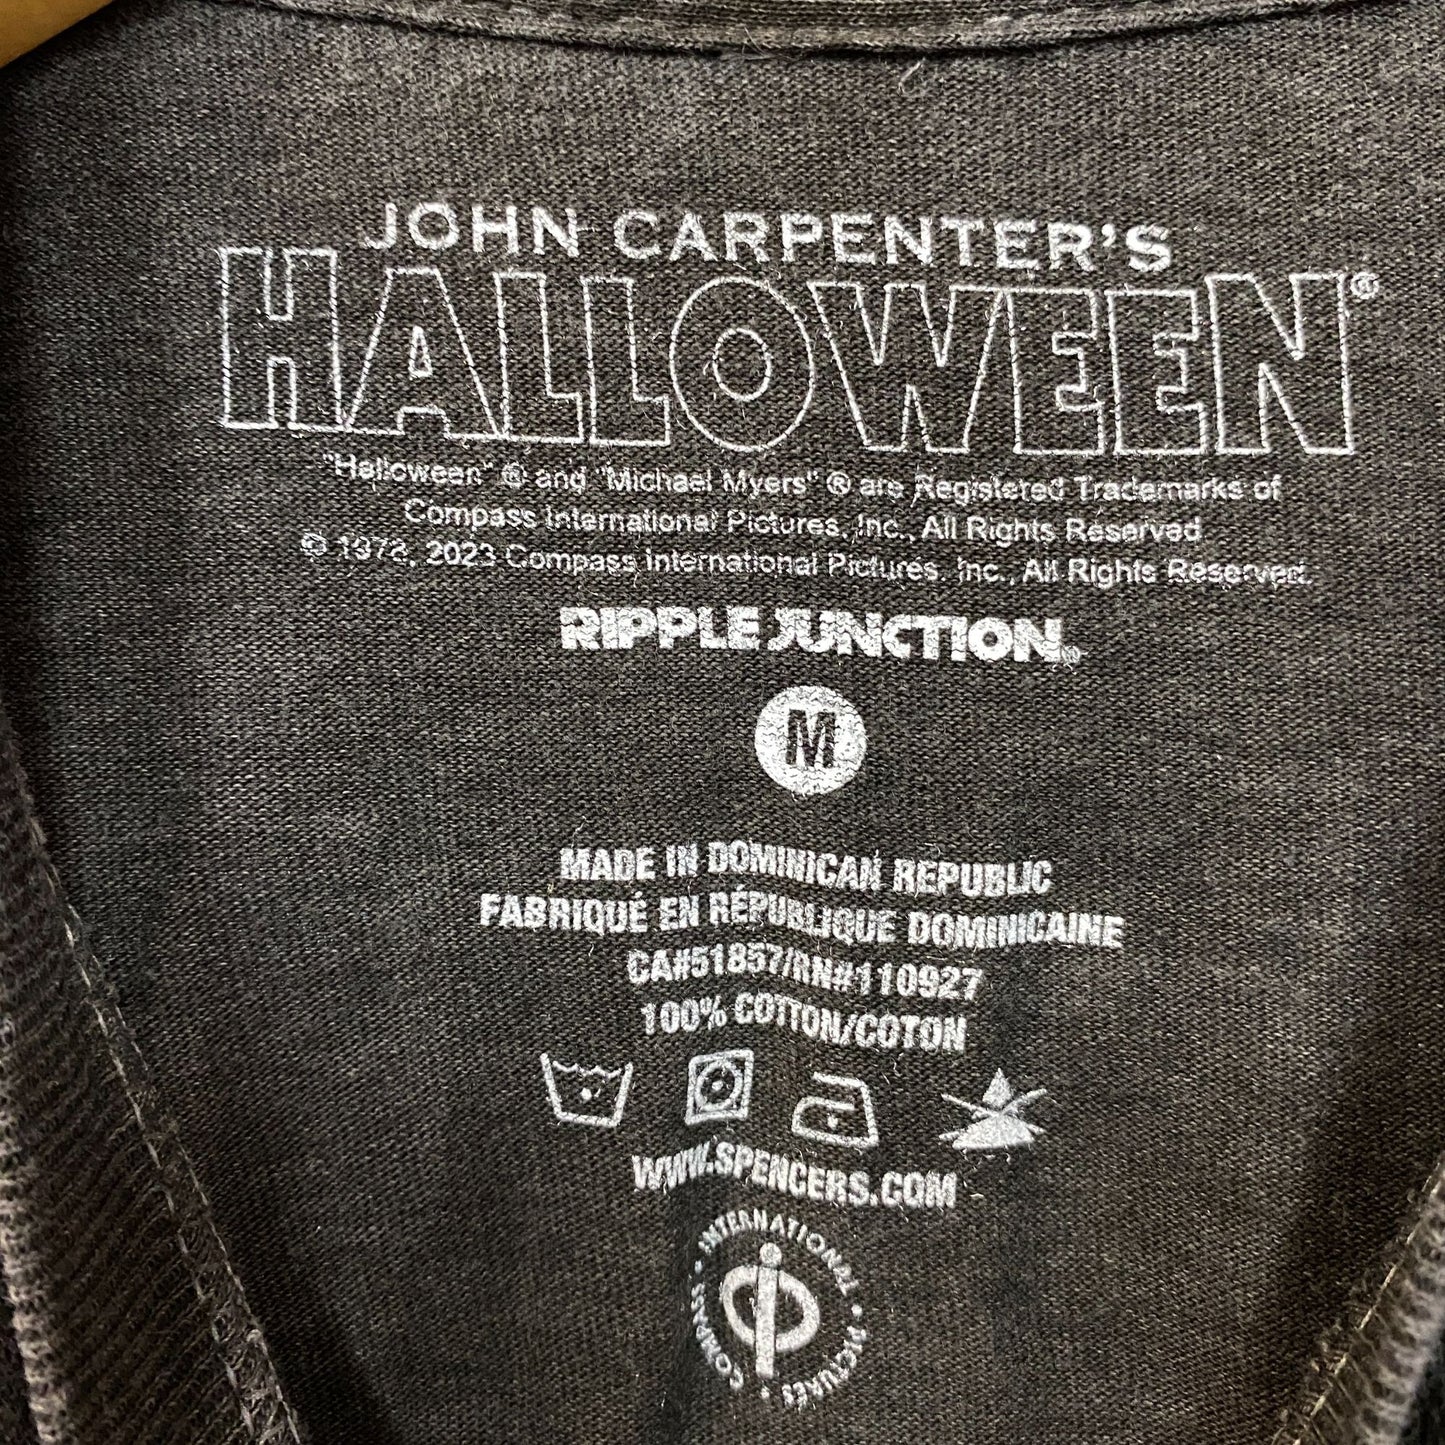 JOHN CARPENTER'S
HALLOWEEN®
"Halloween" ® and "Michael Myers" ® are Registered Trademarks of
Compass International Pictures, Inc., All Rights Reserved
© 1978, 2023 Compass International Pictures, Inc., All Rights Reserved.
RIPPLE JUNCTION®
M
MADE IN DOMINICAN REPUBLIC
FABRIQUÉ EN RÉPUBLIQUE DOMINICAINE
CA#51857/RN#110927
100% COTTON/COTON
WWW.SPENCERS.COM
COMPASS • INTERNATIONAL • PICTURES •